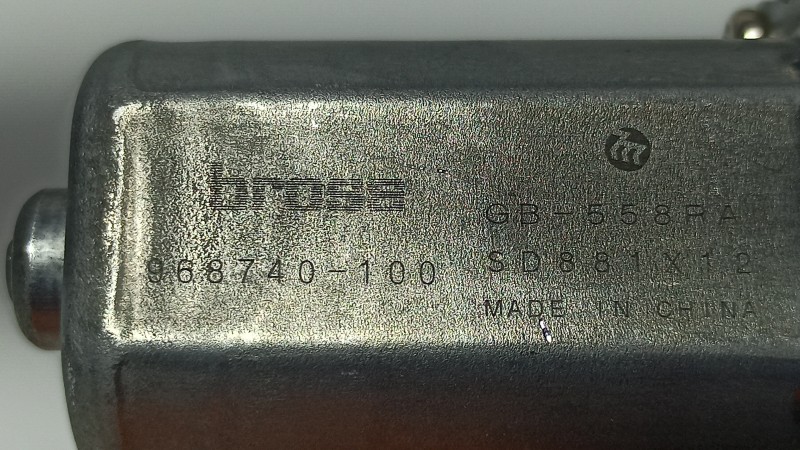 brose
968740-100
GB-558RA
SD881X12
MADE IN CHINA